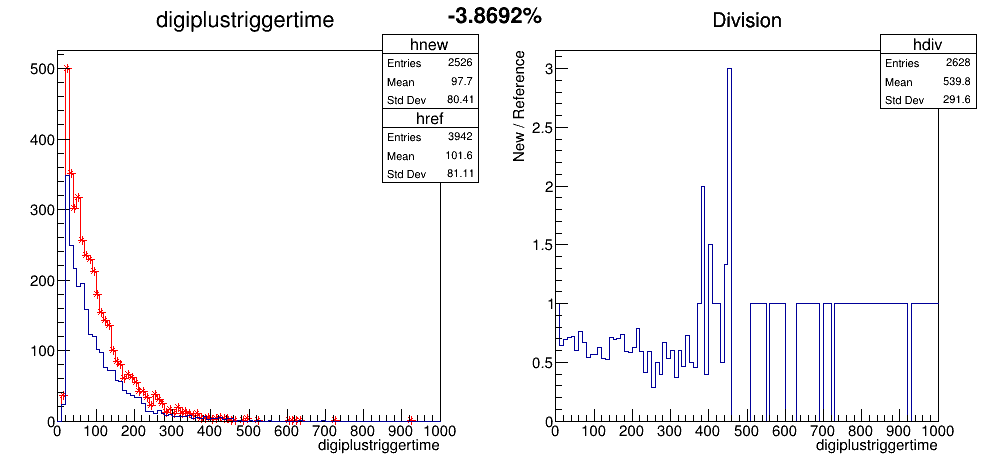 -3.8692%
digiplustriggertime
hnew
Entries 2526
Mean 97.7
Std Dev 80.41
href
Entries 3942
Mean 101.6
Std Dev 81.11
500
400
300
200
100
0
0 100 200 300 400 500 600 700 800 900 1000
digiplustriggertime
Division
hdiv
Entries 2628
Mean 539.8
Std Dev 291.6
New / Reference
3
2.5
2
1.5
1
0.5
0
0 100 200 300 400 500 600 700 800 900 1000
digiplustriggertime